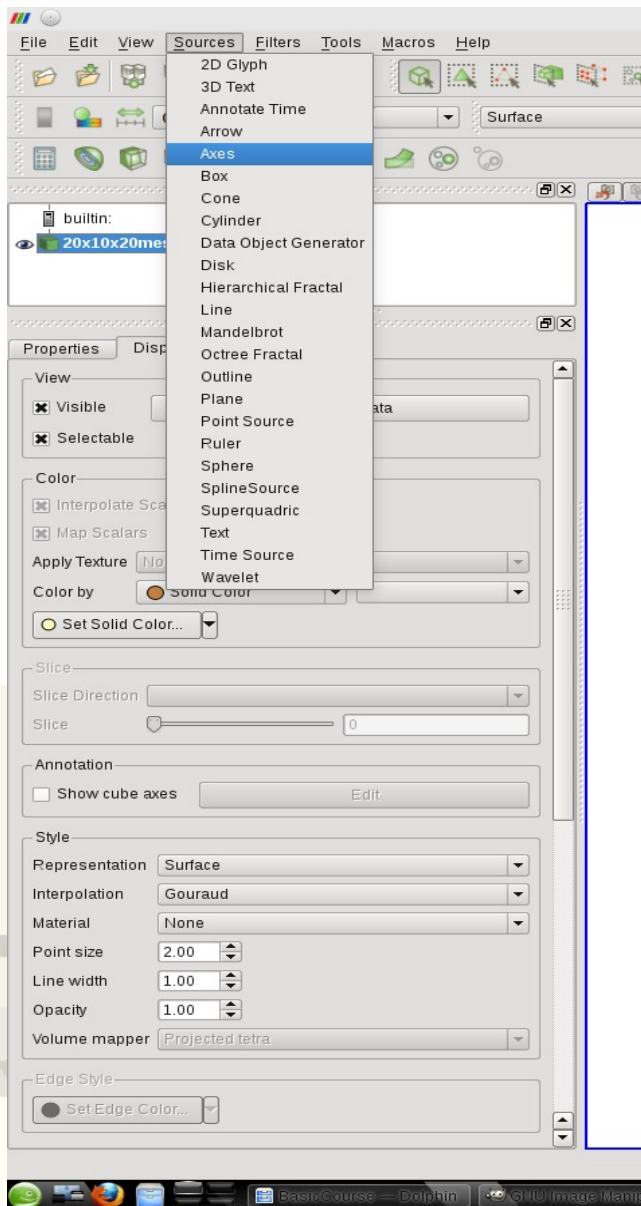 File Edit View Sources Filters Tools Macros Help
2D Glyph
3D Text
Annotate Time
Arrow
Surface
Axes
Box
Cone
Cylinder
Data Object Generator
Disk
Hierarchical Fractal
Line
Mandelbrot
Octree Fractal
Outline
Plane
Point Source
Ruler
Sphere
SplineSource
Superquadric
Text
Time Source
Wavelet
builtin:
20x10x20mes
Properties Disp
View
Visible ata
Selectable
Color
Interpolate Sca
Map Scalars
Apply Texture No
Color by Solid Color
Set Solid Color...
Slice
Slice Direction
Slice 0
Annotation
Show cube axes Edit
Style
Representation Surface
Interpolation Gouraud
Material None
Point size 2.00
Line width 1.00
Opacity 1.00
Volume mapper Projected tetra
Edge Style
Set Edge Color...
BasicCourse — Dolphin GNU Image Manip